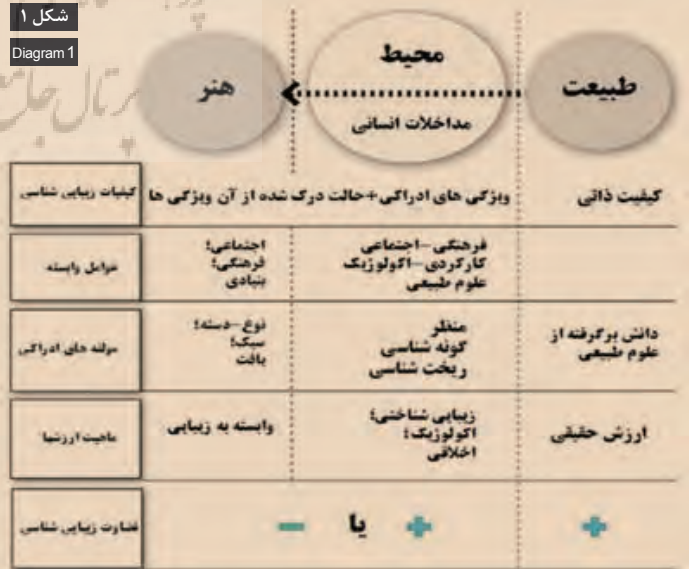 شکل ۱
Diagram 1
طبیعت
محیط
مداخلات انسانی
هنر
کیفیات زیبایی شناسی
کیفیت ذاتی
ویژگی های ادراکی+حالت درک شده از آن ویژگی ها
عوامل وابسته
فرهنگی-اجتماعی
کارکردی-اکولوژیک
علوم طبیعی
اجتماعی؛
فرهنگی؛
بنیادی
مولفه های ادراکی
دانش برگرفته از
علوم طبیعی
منظر
گونه شناسی
ریخت شناسی
نوع-دسته؛
سبک؛
بافت
ماهیت ارزشها
ارزش حقیقی
زیبایی شناختی؛
اکولوژیک؛
اخلاقی
وابسته به زیبایی
قضاوت زیبایی شناسی
+
+ یا -